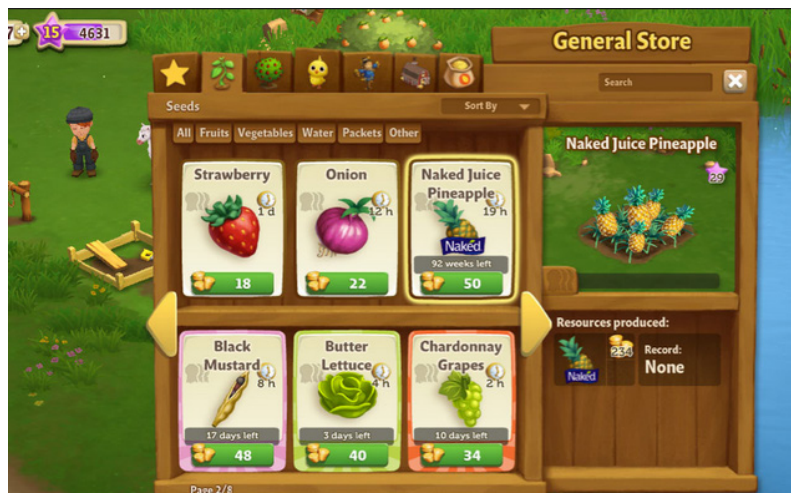 7
15 4631
General Store
Search
Seeds
Sort By
All Fruits Vegetables Water Packets Other
Strawberry
1 d
18
Onion
12 h
22
Naked Juice
Pineapple
19 h
Naked
92 weeks left
50
Naked Juice Pineapple
29
Black
Mustard
8 h
17 days left
48
Butter
Lettuce
4 h
3 days left
40
Chardonnay
Grapes
2 h
10 days left
34
Resources produced:
Naked
234
Record:
None
Page 2/8